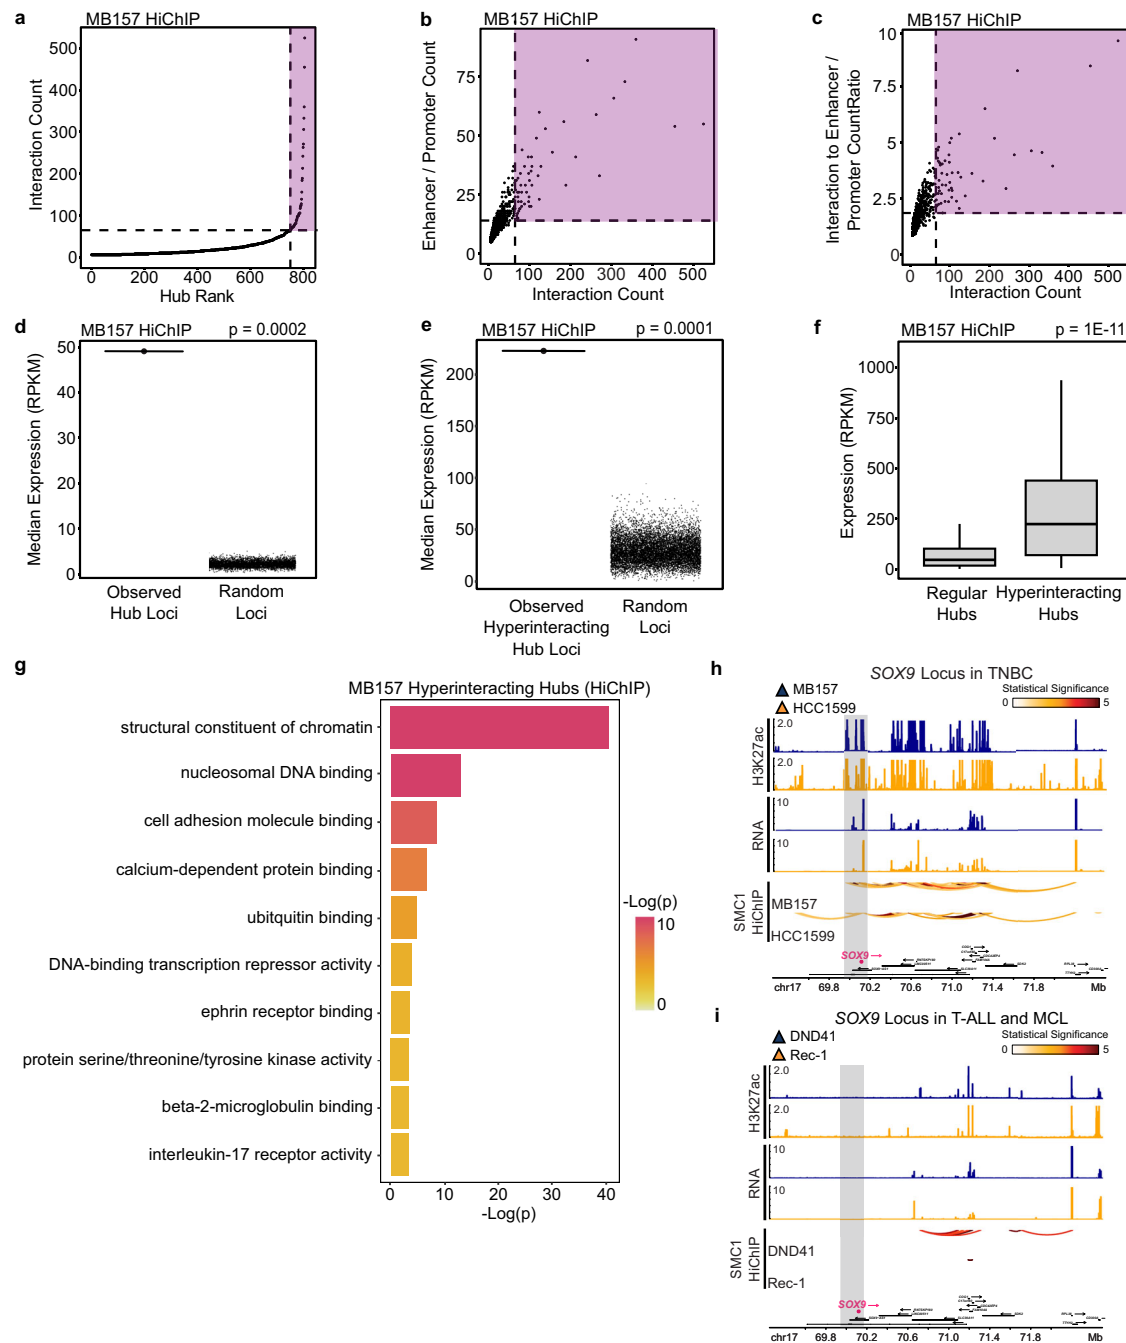 a
MB157 HiChIP
Interaction Count
500
400
300
200
100
0
0 200 400 600 800
Hub Rank
b
MB157 HiChIP
Enhancer / Promoter Count
75
50
25
0
0 100 200 300 400 500
Interaction Count
c
MB157 HiChIP
Interaction to Enhancer /
Promoter CountRatio
10
7.5
5
2.5
0
0 100 200 300 400 500
Interaction Count
d
MB157 HiChIP
p = 0.0002
Median Expression (RPKM)
50
40
30
20
10
0
Observed
Hub Loci
Random
Loci
e
MB157 HiChIP
p = 0.0001
Median Expression (RPKM)
200
150
100
50
0
Observed
Hyperinteracting
Hub Loci
Random
Loci
f
MB157 HiChIP
p = 1E-11
Expression (RPKM)
1000
750
500
250
0
Regular
Hubs
Hyperinteracting
Hubs
g
MB157 Hyperinteracting Hubs (HiChIP)
structural constituent of chromatin
nucleosomal DNA binding
cell adhesion molecule binding
calcium-dependent protein binding
ubitquitin binding
DNA-binding transcription repressor activity
ephrin receptor binding
protein serine/threonine/tyrosine kinase activity
beta-2-microglobulin binding
interleukin-17 receptor activity
0 10 20 30 40
-Log(p)
-Log(p)
10
0
h
SOX9 Locus in TNBC
MB157
HCC1599
Statistical Significance
0 5
H3K27ac
2.0
2.0
RNA
10
10
SMC1
HiChIP
MB157
HCC1599
SOX9
chr17 69.8 70.2 70.6 71.0 71.4 71.8 Mb
i
SOX9 Locus in T-ALL and MCL
DND41
Rec-1
Statistical Significance
0 5
H3K27ac
2.0
2.0
RNA
10
10
SMC1
HiChIP
DND41
Rec-1
SOX9
chr17 69.8 70.2 70.6 71.0 71.4 71.8 Mb